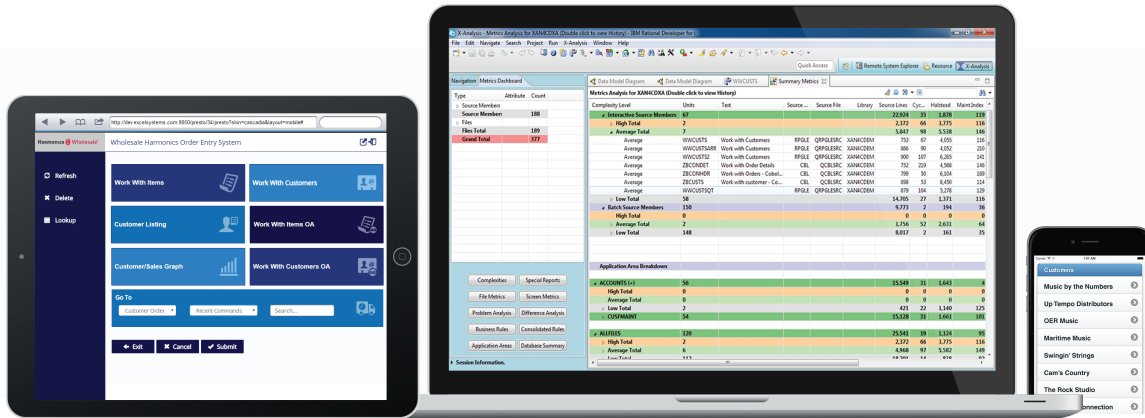 http://dev.excelsystems.com:9050/presto/34/presto?skin=cascadia&layout=mobile#
Harmonics Wholesale
Wholesale Harmonics Order Entry System
Refresh
Delete
Lookup
Work With Items
Work With Customers
Customer Listing
Work With Items OA
Customer/Sales Graph
Work With Customers OA
Go To
Customer Order
Recent Commands
Search...
Exit
Cancel
Submit
X-Analysis - Metrics Analysis for XAN4CDXA (Double click to view History) - IBM Rational Developer for i
File Edit Navigate Search Project Run X-Analysis Window Help
Quick Access
Remote System Explorer
Resource
X-Analysis
Navigation
Metrics Dashboard
Type Attribute Count
Source Members
Source Members 188
Files
Files Total 189
Grand Total 377
Complexities
Special Reports
File Metrics
Screen Metrics
Problem Analysis
Difference Analysis
Business Rules
Consolidated Rules
Application Areas
Database Summary
Session Information.
Data Model Diagram
Data Model Diagram
WWCUSTS
Summary Metrics
Metrics Analysis for XAN4CDXA (Double click to view History)
Complexity Level Units Text Source ... Source File Library Source Lines Cyc... Halstead MaintIndex
Interactive Source Members 67 22,924 35 1,878 119
High Total 2 2,372 66 3,775 116
Average Total 7 5,847 98 5,538 146
Average WWCUSTS Work with Customers RPGLE QRPGLESRC XAN4CDEM 753 67 4,055 116
Average WWCUSTSARR Work with Customers RPGLE QRPGLESRC XAN4CDEM 866 90 4,052 210
Average WWCUSTS2 Work with Customers RPGLE QRPGLESRC XAN4CDEM 900 107 6,265 141
Average ZBCONDET Work with Order Details CBL QCBLSRC XAN4CDEM 752 219 4,568 146
Average ZBCONHDR Work with Orders - Cobol... CBL QCBLSRC XAN4CDEM 799 50 6,104 169
Average ZBCUSTS Work with customer - Co... CBL QCBLSRC XAN4CDEM 898 53 8,450 114
Average WWCUSTSQT RPGLE QRPGLESRC XAN4CDEM 879 104 5,278 129
Low Total 58 14,705 27 1,371 116
Batch Source Members 150 9,773 2 194 36
High Total 0 0 0 0 0
Average Total 2 1,756 52 2,631 64
Low Total 148 8,017 2 161 35
Application Area Breakdown
ACCOUNTS (+) 56 15,549 31 1,643 4
High Total 0 0 0 0 0
Average Total 0 0 0 0 0
Low Total 2 421 22 1,140 125
CUSFMAINT 54 15,128 31 1,661 101
ALLFILES 120 25,541 19 1,124 95
High Total 2 2,372 66 3,775 116
Average Total 6 4,968 97 5,582 149
Customers
Music by the Numbers
Up Tempo Distributors
OER Music
Maritime Music
Swingin' Strings
Cam's Country
The Rock Studio
onnection